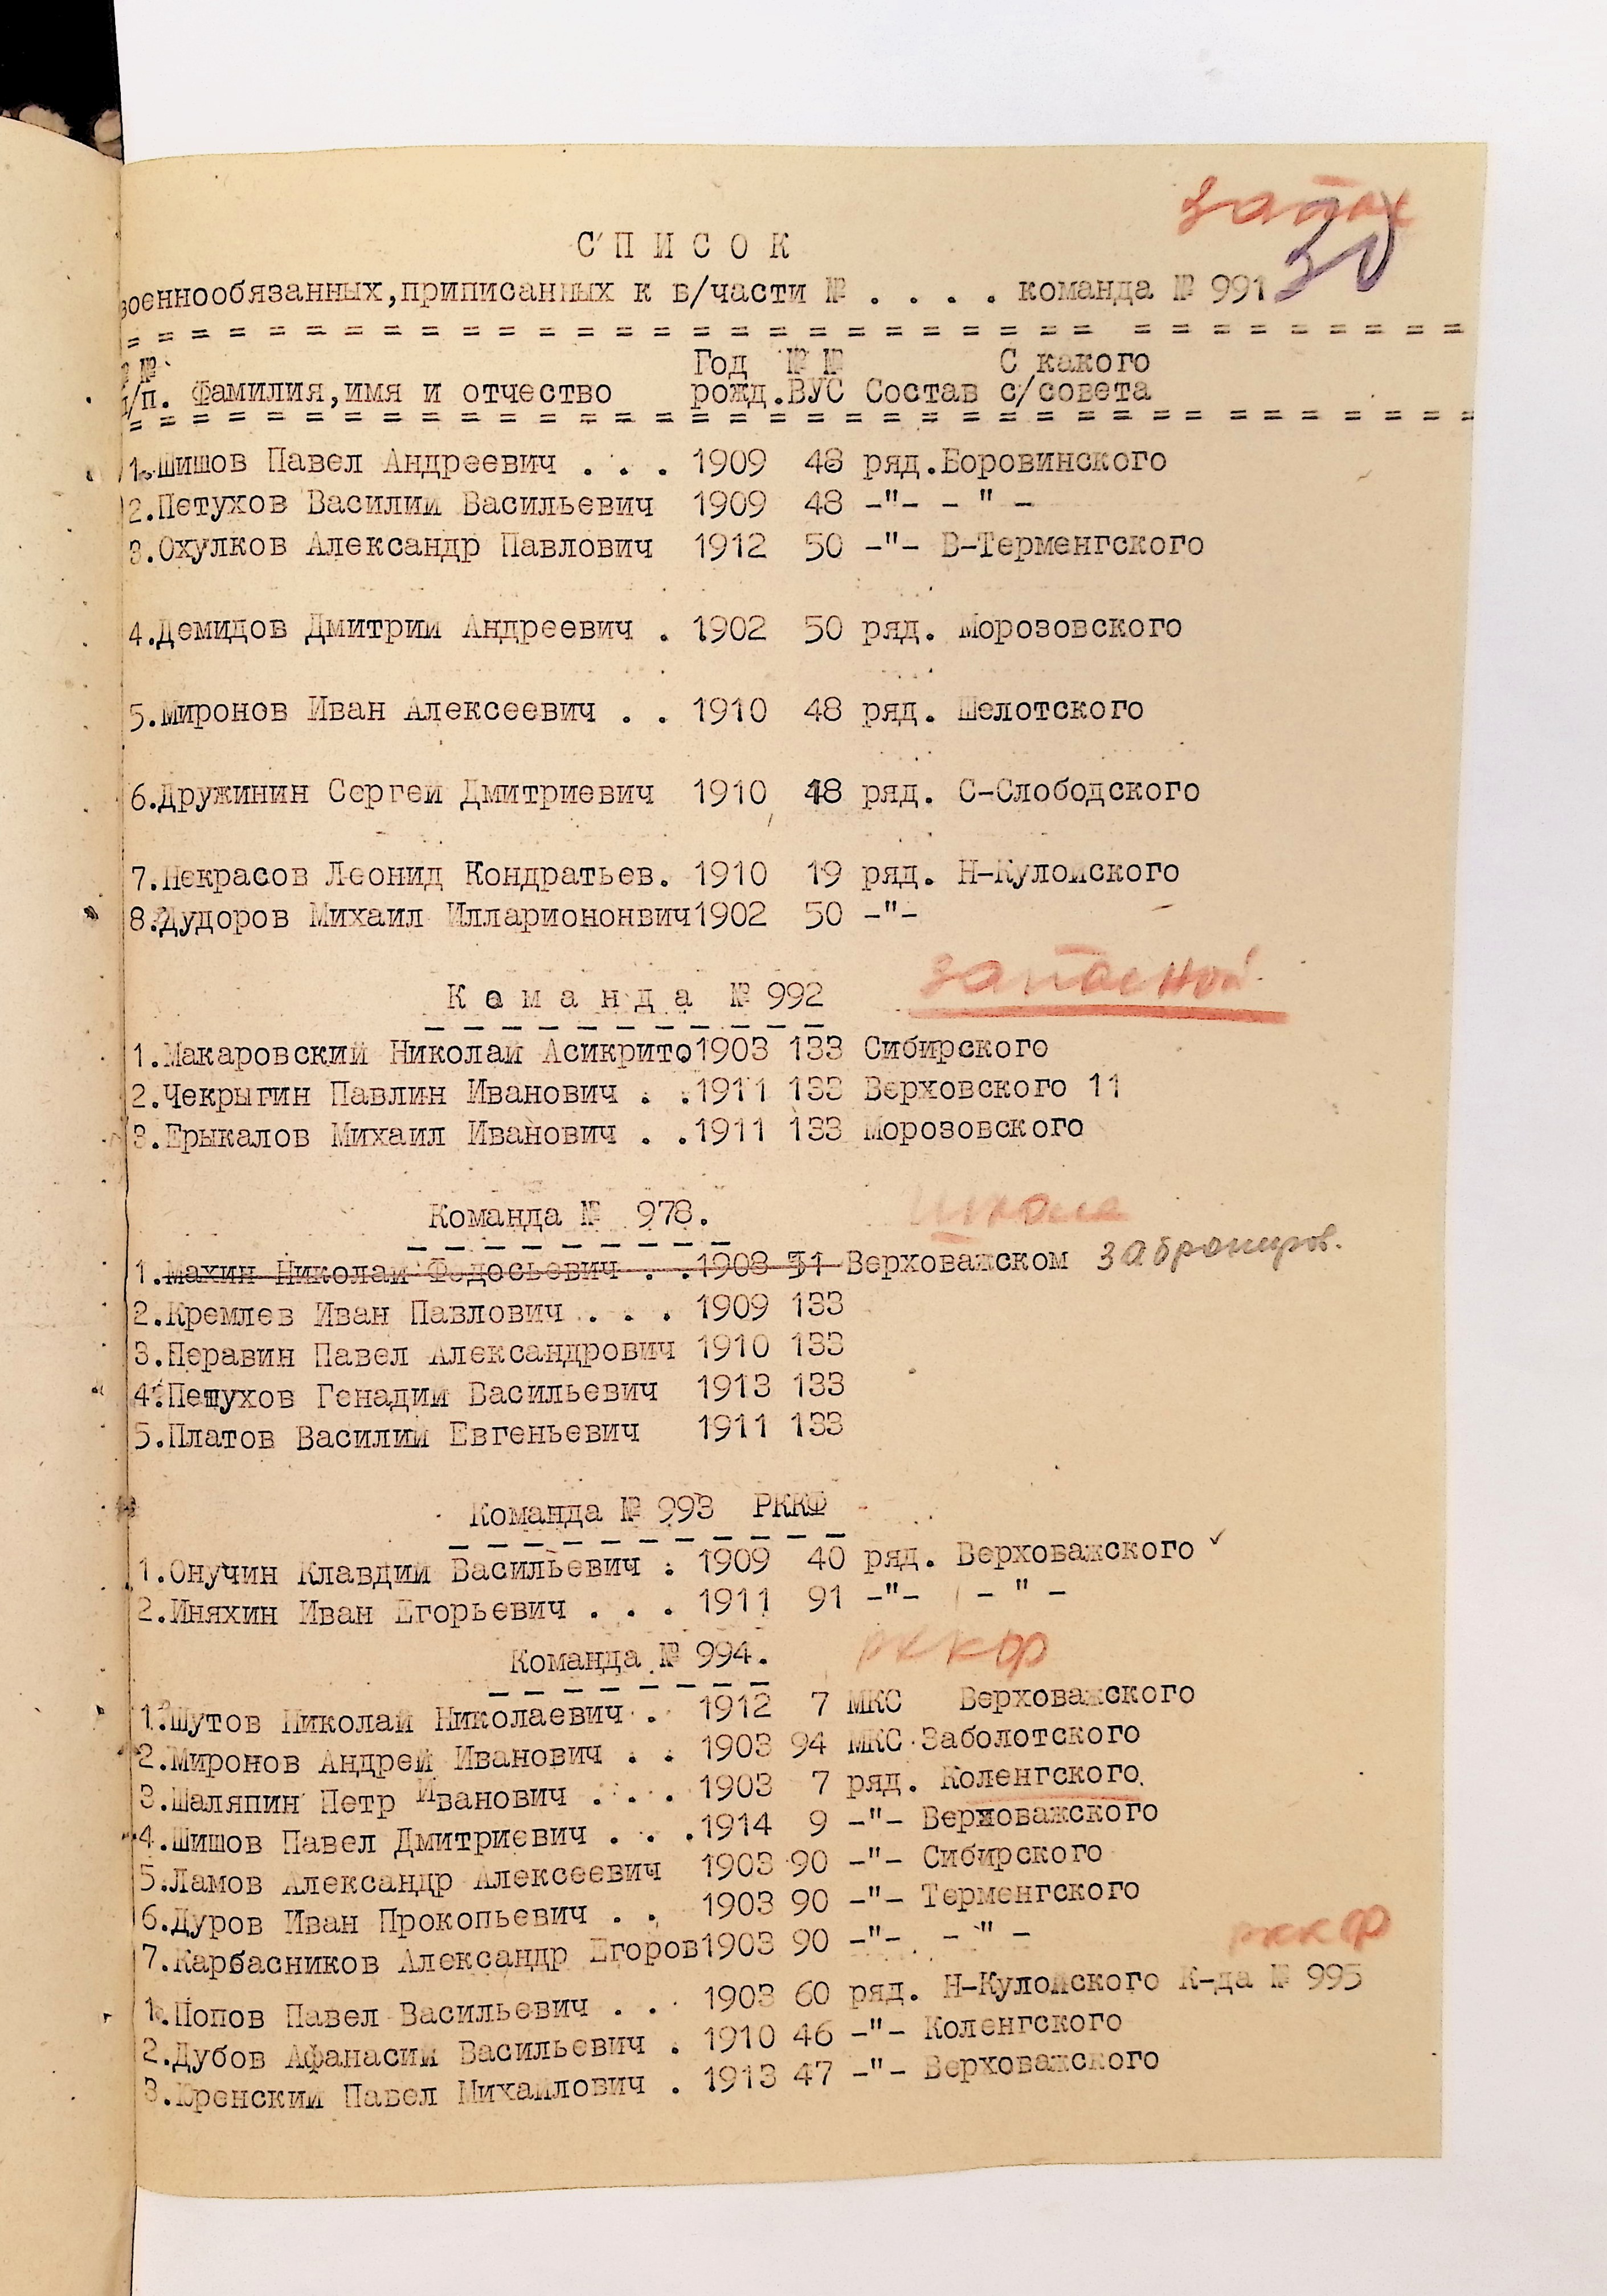 запас
30
С П И С О К
военнообязанных,приписанных к в/части № . . . . команда № 991
№ Год № № С какого
п/п. Фамилия,имя и отчество рожд.ВУС Состав с/совета
1.Шишов Павел Андреевич . . . 1909 48 ряд.Боровинского
2.Петухов Василий Васильевич 1909 48 -"- - " -
3.Охулков Александр Павлович 1912 50 -"- В-Терменгского
4.Демидов Дмитрий Андреевич . 1902 50 ряд. Морозовского
5.Миронов Иван Алексеевич . . 1910 48 ряд. Шелотского
6.Дружинин Сергей Дмитриевич 1910 48 ряд. С-Слободского
7.Некрасов Леонид Кондратьев. 1910 19 ряд. Н-Кулойского
8.Дудоров Михаил Иллариононвич1902 50 -"-
запасной
К о м а н д а № 992
1.Макаровский Николай Асикрито1903 133 Сибирского
2.Чекрыгин Павлин Иванович . .1911 133 Верховского 11
3.Ерыкалов Михаил Иванович . .1911 133 Морозовского
Команда № 978. школа
1.Махин Николай Федосьевич . .1908 51 Верховажском заброниров.
2.Кремлев Иван Павлович . . . 1909 133
3.Неравин Павел Александрович 1910 133
4.Пешухов Генадий Васильевич 1913 133
5.Платов Василий Евгеньевич 1911 133
Команда № 993 РККФ
1.Онучин Клавдий Васильевич . 1909 40 ряд. Верховажского ✓
2.Иняхин Иван Егорьевич . . . 1911 91 -"- - " -
Команда № 994. РККФ
1.Шутов Николай Николаевич . 1912 7 МКС Верховажского
2.Миронов Андрей Иванович . . 1903 94 МКС Заболотского
3.Шаляпин Петр Иванович . . . 1903 7 ряд. Коленгского.
4.Шишов Павел Дмитриевич . . .1914 9 -"- Верховажского
5.Ламов Александр Алексеевич 1903 90 -"- Сибирского
6.Дуров Иван Прокопьевич . . 1903 90 -"- Терменгского
7.Карбасников Александр Егоров1903 90 -"- - " -
РККФ
1.Попов Павел Васильевич . . 1903 60 ряд. Н-Кулойского К-да № 995
2.Дубов Афанасий Васильевич . 1910 46 -"- Коленгского
3.Кренский Павел Михайлович . 1913 47 -"- Верховажского